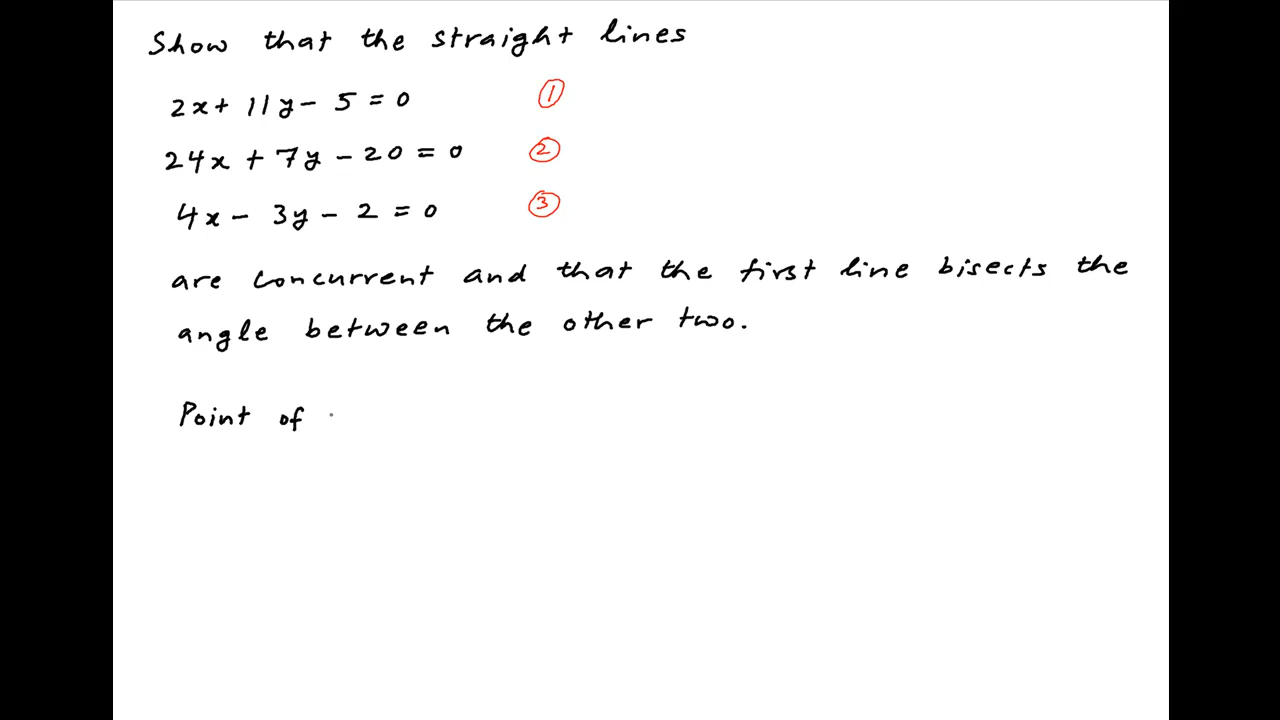 Show that the straight lines
2x + 11y - 5 = 0 ①
24x + 7y - 20 = 0 ②
4x - 3y - 2 = 0 ③
are concurrent and that the first line bisects the
angle between the other two.
Point of